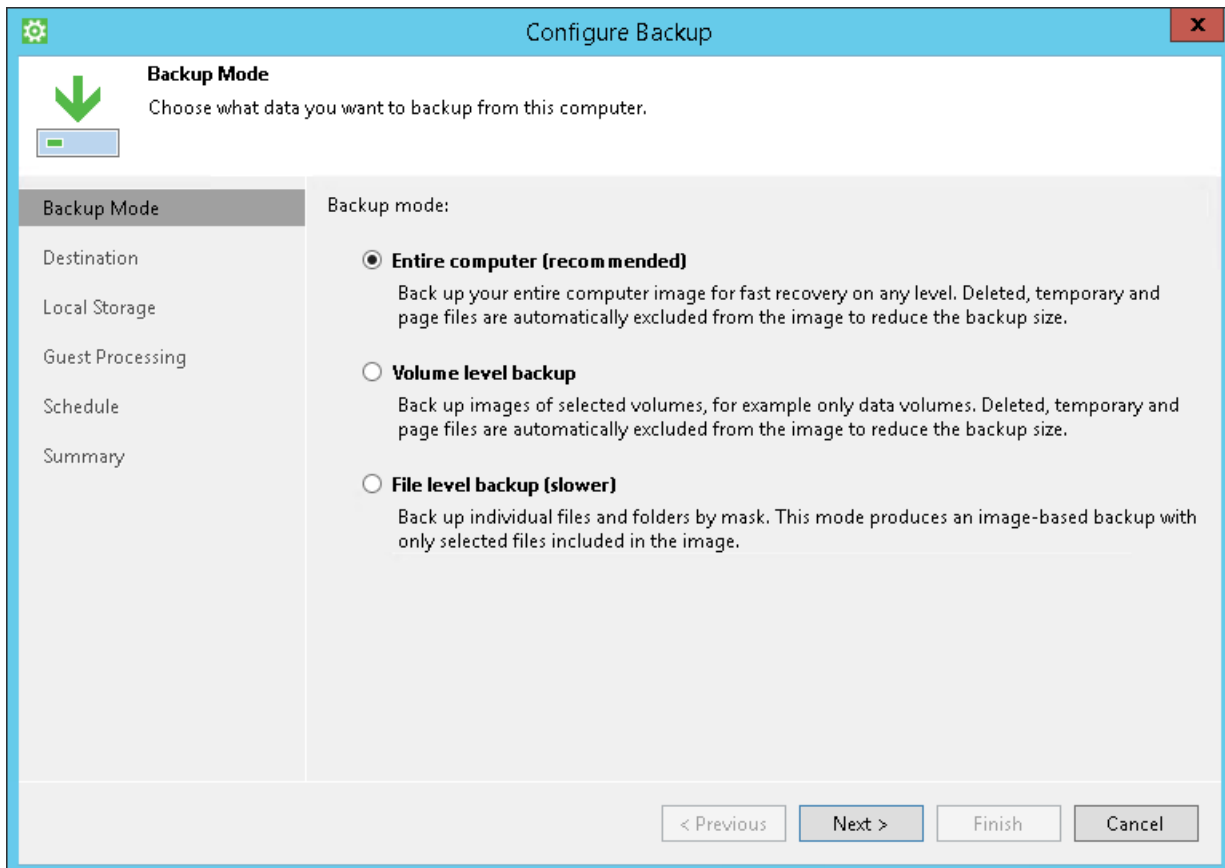 Configure Backup
x
Backup Mode
Choose what data you want to backup from this computer.
Backup Mode
Destination
Local Storage
Guest Processing
Schedule
Summary
Backup mode:
Entire computer (recommended)
Back up your entire computer image for fast recovery on any level. Deleted, temporary and
page files are automatically excluded from the image to reduce the backup size.
Volume level backup
Back up images of selected volumes, for example only data volumes. Deleted, temporary and
page files are automatically excluded from the image to reduce the backup size.
File level backup (slower)
Back up individual files and folders by mask. This mode produces an image-based backup with
only selected files included in the image.
< Previous
Next >
Finish
Cancel